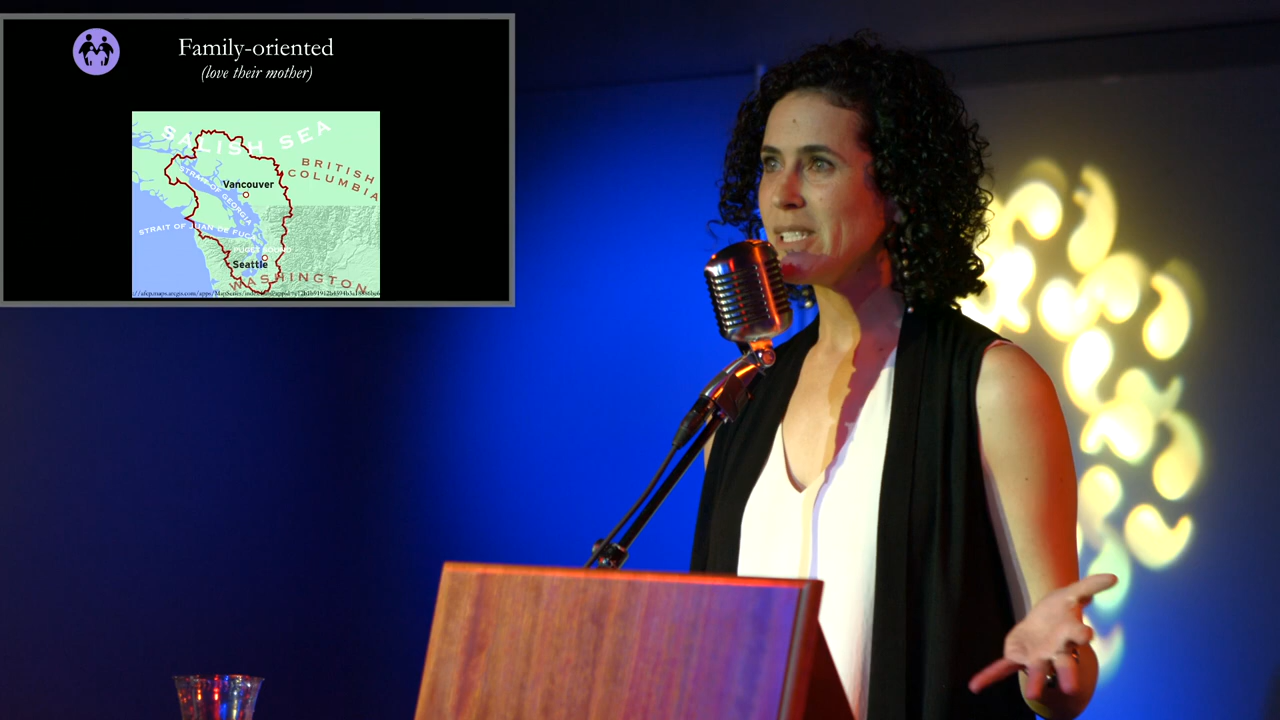 Family-oriented
(love their mother)
SALISH SEA
BRITISH
COLUMBIA
Vancouver
STRAIT OF GEORGIA
STRAIT OF JUAN DE FUCA
PUGET SOUND
Seattle
WASHINGTON